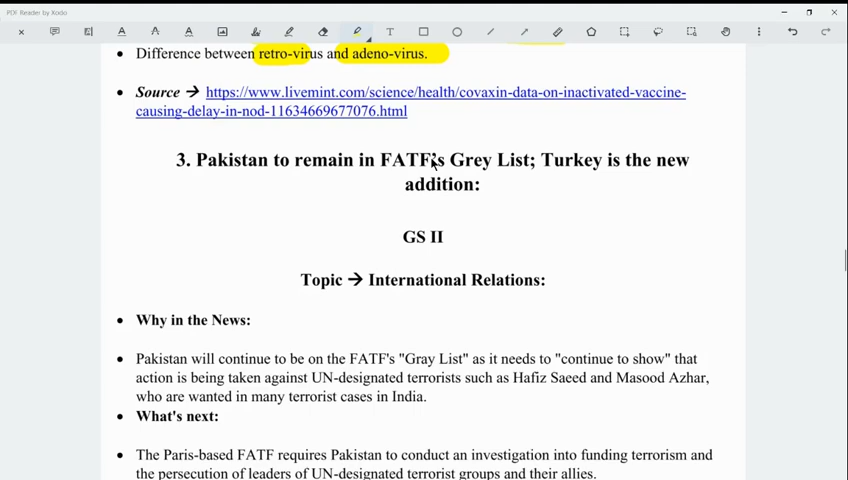 PDF Reader by Xodo
• Difference between retro-virus and adeno-virus.
• Source → https://www.livemint.com/science/health/covaxin-data-on-inactivated-vaccine-
causing-delay-in-nod-11634669677076.html
3. Pakistan to remain in FATF's Grey List; Turkey is the new
addition:
GS II
Topic → International Relations:
• Why in the News:
• Pakistan will continue to be on the FATF's "Gray List" as it needs to "continue to show" that
action is being taken against UN-designated terrorists such as Hafiz Saeed and Masood Azhar,
who are wanted in many terrorist cases in India.
• What's next:
• The Paris-based FATF requires Pakistan to conduct an investigation into funding terrorism and
the persecution of leaders of UN-designated terrorist groups and their allies.